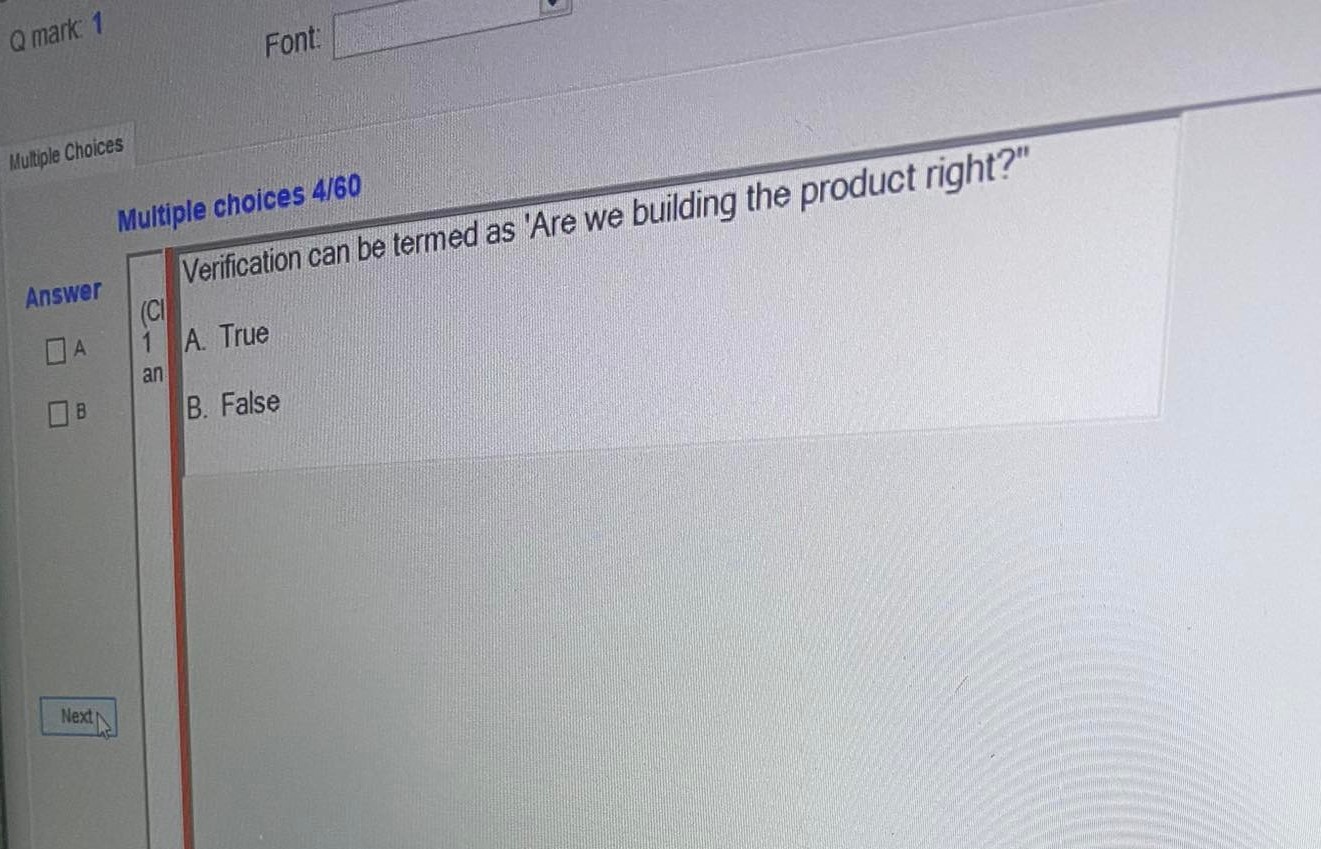 Q mark: 1
Font:
Multiple Choices
Multiple choices 4/60
Answer
A
B
(Cl
1
an
Verification can be termed as 'Are we building the product right?"
A. True
B. False
Next